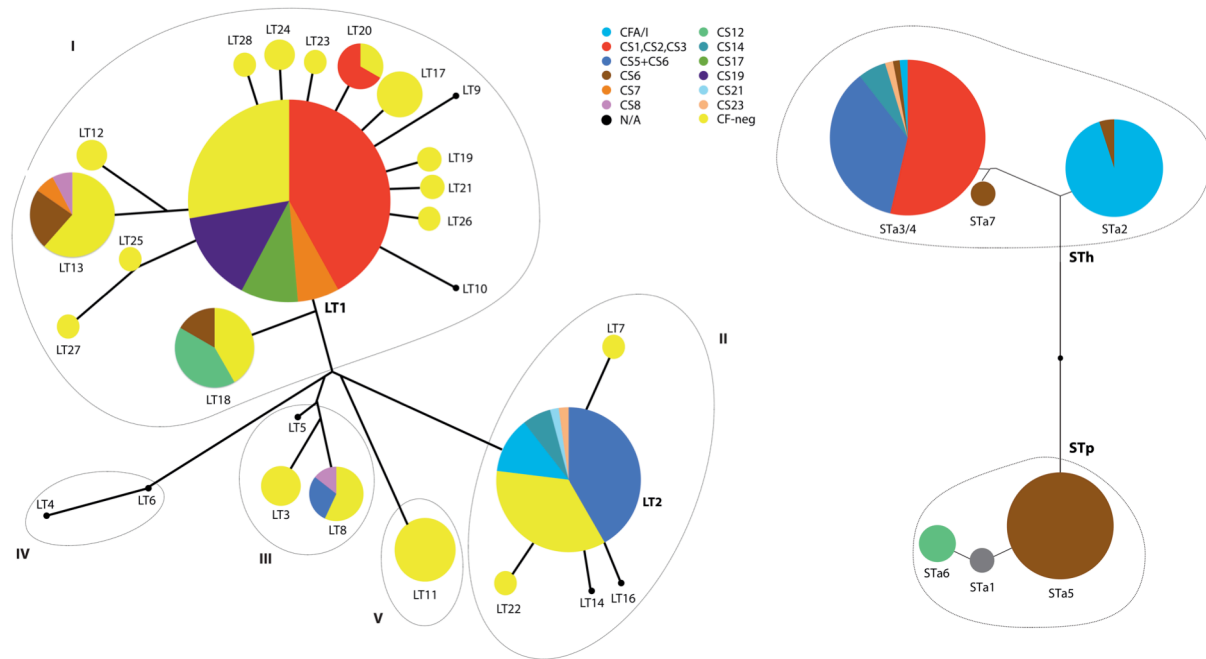 I
LT28
LT24
LT23
LT20
LT17
LT9
LT12
LT19
LT21
LT26
LT13
LT25
LT10
LT1
LT27
LT18
CFA/I
CS1,CS2,CS3
CS5+CS6
CS6
CS7
CS8
N/A
CS12
CS14
CS17
CS19
CS21
CS23
CF-neg
II
LT7
LT2
LT22
LT14
LT16
LT5
LT3
LT8
III
LT4
LT6
IV
LT11
V
STa3/4
STa7
STa2
STh
STp
STa6
STa1
STa5